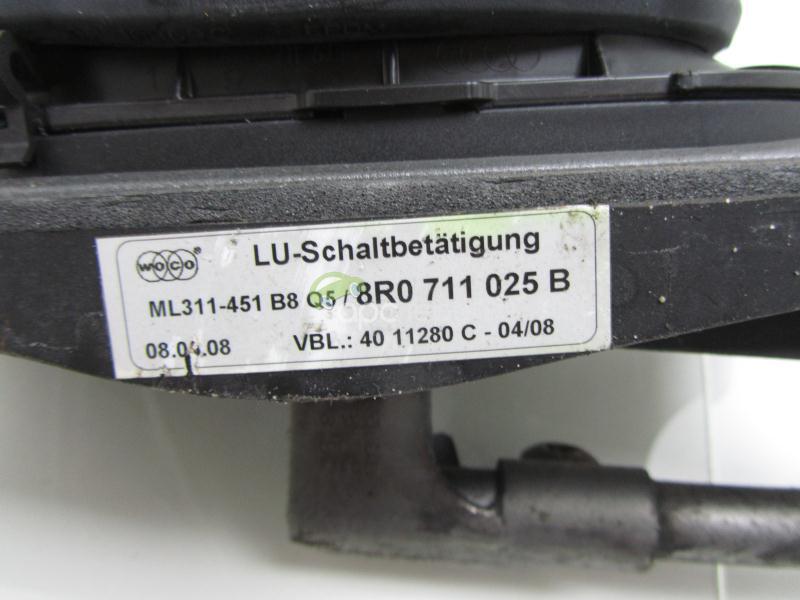 woco®
LU-Schaltbetätigung
ML311-451 B8 Q5 / 8R0 711 025 B
08.04.08 VBL.: 40 11280 C - 04/08